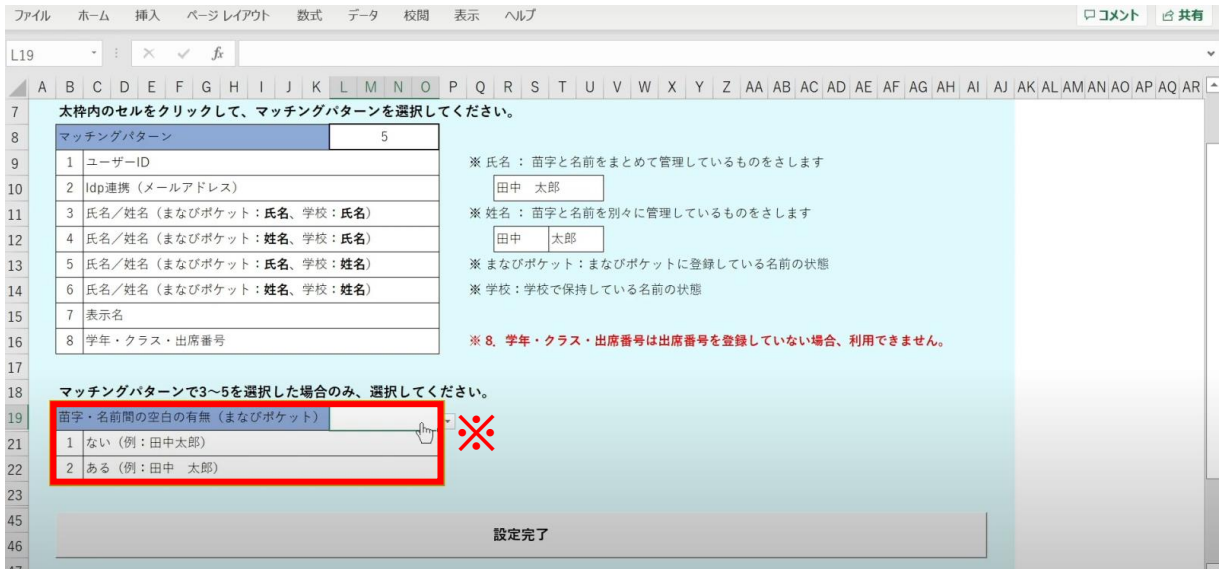 ファイル ホーム 挿入 ページ レイアウト 数式 データ 校閲 表示 ヘルプ コメント 共有
L19 fx
A B C D E F G H I J K L M N O P Q R S T U V W X Y Z AA AB AC AD AE AF AG AH AI AJ AK AL AM AN AO AP AQ AR
7 太枠内のセルをクリックして、マッチングパターンを選択してください。
8 マッチングパターン 5
9 1 ユーザーID ※ 氏名 : 苗字と名前をまとめて管理しているものをさします
10 2 Idp連携（メールアドレス） 田中 太郎
11 3 氏名／姓名（まなびポケット：氏名、学校：氏名） ※ 姓名 : 苗字と名前を別々に管理しているものをさします
12 4 氏名／姓名（まなびポケット：姓名、学校：氏名） 田中 太郎
13 5 氏名／姓名（まなびポケット：氏名、学校：姓名） ※ まなびポケット：まなびポケットに登録している名前の状態
14 6 氏名／姓名（まなびポケット：姓名、学校：姓名） ※ 学校：学校で保持している名前の状態
15 7 表示名
16 8 学年・クラス・出席番号 ※ 8．学年・クラス・出席番号は出席番号を登録していない場合、利用できません。
17
18 マッチングパターンで3～5を選択した場合のみ、選択してください。
19 苗字・名前間の空白の有無（まなびポケット） ※
21 1 ない（例：田中太郎）
22 2 ある（例：田中　太郎）
23
45 設定完了
46